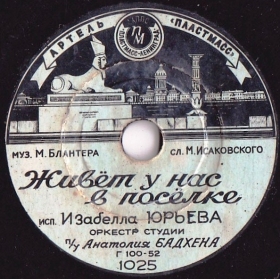 АРТЕЛЬ „ПЛАСТМАСС"
МУЗ. М. БЛАНТЕРА
СЛ. М. ИСАКОВСКОГО
Живёт у нас
в посёлке
ИСП. ИЗАбЕЛЛА ЮРЬЕВА
ОРКЕСТР СТУДИИ
П/У АНАТОЛИЯ БАДХЕНА
Г 100-52
1025